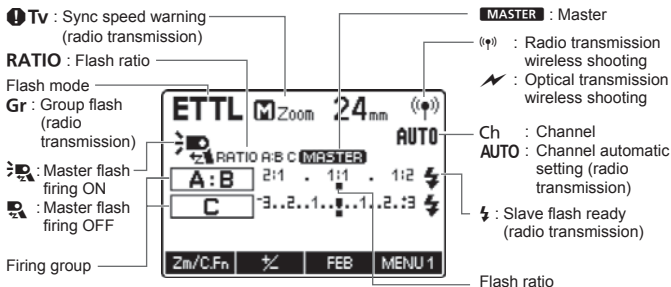 Tv : Sync speed warning
(radio transmission)
RATIO : Flash ratio
Flash mode
Gr : Group flash
(radio
transmission)
: Master flash
firing ON
: Master flash
firing OFF
Firing group
ETTL M Zoom 24mm
AUTO
RATIO A:B C MASTER
A:B 2:1 . 1:1 . 1:2
C -3..2..1..0..1..2..+3
Zm/C.Fn +/- FEB MENU 1
MASTER : Master
: Radio transmission
wireless shooting
: Optical transmission
wireless shooting
Ch : Channel
AUTO : Channel automatic
setting (radio
transmission)
: Slave flash ready
(radio transmission)
Flash ratio